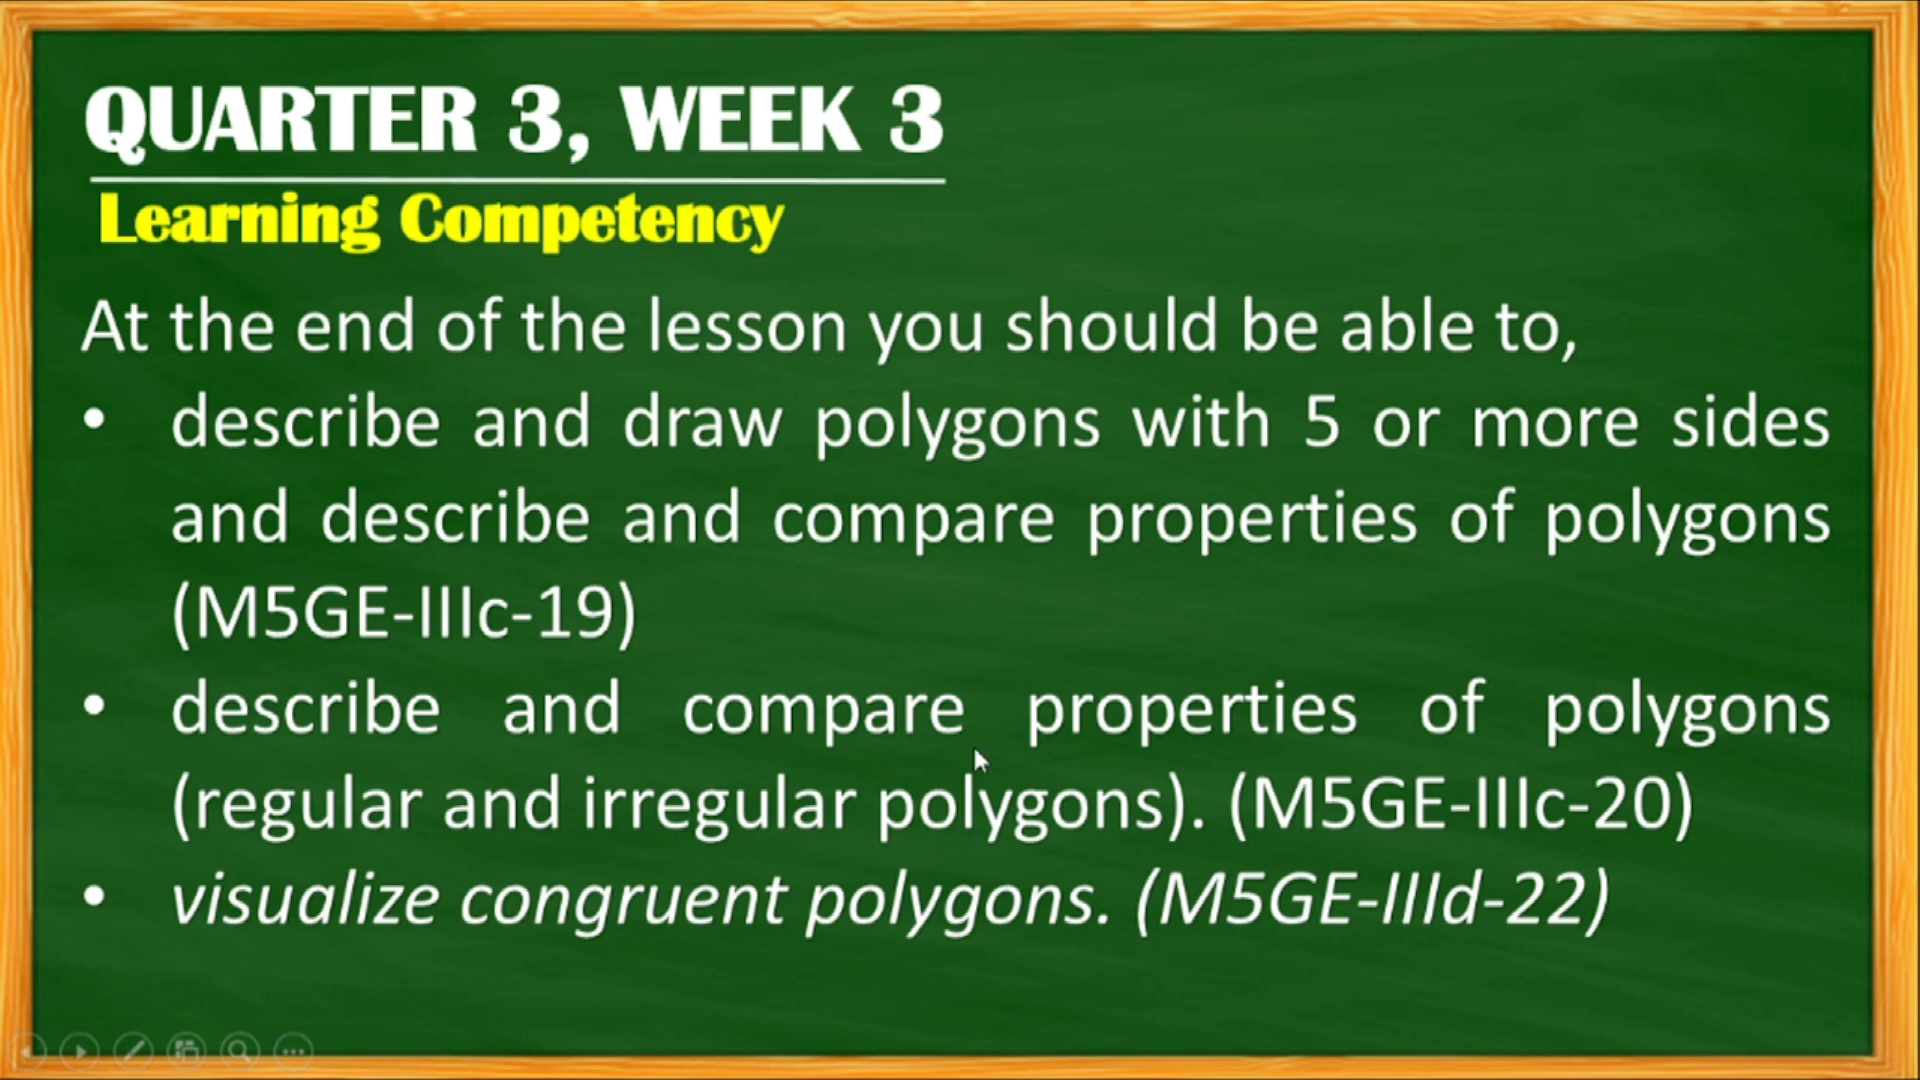 QUARTER 3, WEEK 3
Learning Competency
At the end of the lesson you should be able to,
• describe and draw polygons with 5 or more sides
and describe and compare properties of polygons
(M5GE-IIIc-19)
• describe and compare properties of polygons
(regular and irregular polygons). (M5GE-IIIc-20)
• visualize congruent polygons. (M5GE-IIId-22)